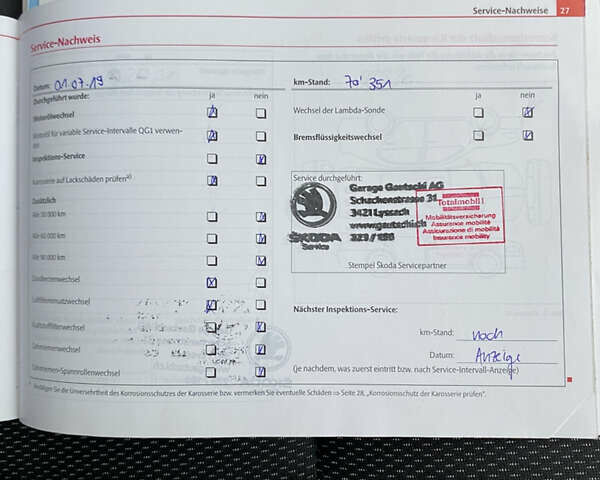 Service-Nachweise 27
Service-Nachweis
Datum: 01.07.19
Durchgeführt wurde: ja nein
Motorölwechsel
Motoröl für variable Service-Intervalle QG1 verwen-
det
Inspektions-Service
Karosserie auf Lackschäden prüfen a)
Zusätzlich
Alle 30 000 km
Alle 60 000 km
Alle 90 000 km
Zündkerzenwechsel
Luftfiltereinsatzwechsel
Kraftstofffilterwechsel
Zahnriemenwechsel
Zahnriemen-Spannrollenwechsel
km-Stand: 70'351
ja nein
Wechsel der Lambda-Sonde
Bremsflüssigkeitswechsel
Service durchgeführt:
Garage Gautschi AG
Schachenstrasse 31
3421 Lyssach
www.gautschi.ch
ŠKODA
Service
Totalmobil!
Mobilitätsversicherung
Assurance mobilité
Assicurazione di mobilità
Insurance mobility
Stempel Škoda Servicepartner
Nächster Inspektions-Service:
km-Stand: nach
Datum: Anzeige
(je nachdem, was zuerst eintritt bzw. nach Service-Intervall-Anzeige)
Bestätigen Sie die Unversehrtheit des Korrosionsschutzes der Karosserie bzw. vermerken Sie eventuelle Schäden ⇒ Seite 28, „Korrosionsschutz der Karosserie prüfen".